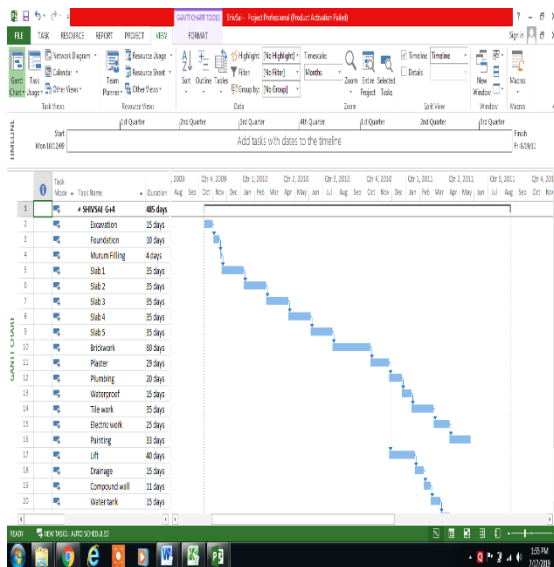 GANTT CHART TOOLS ShivSai - Project Professional (Product Activation Failed)
FILE TASK RESOURCE REPORT PROJECT VIEW FORMAT Sign in
Gantt Chart
Task Usage
Network Diagram
Calendar
Other Views
Task Views
Team Planner
Resource Usage
Resource Sheet
Other Views
Resource Views
Sort Outline Tables
Highlight: [No Highlight]
Filter: [No Filter]
Group by: [No Group]
Data
Timescale:
Months
Zoom Entire Project Selected Tasks
Zoom
Timeline Timeline
Details
Split View
New Window
Window
Macros
Macros
TIMELINE
1st Quarter 2nd Quarter 3rd Quarter 4th Quarter 1st Quarter 2nd Quarter 3rd Quarter
Start
Add tasks with dates to the timeline
Finish
GANTT CHART
Task Mode Task Name Duration
, 2009 Qtr 4, 2009 Qtr 1, 2010 Qtr 2, 2010 Qtr 3, 2010 Qtr 4, 2010 Qtr 1, 2011 Qtr 2, 2011 Qtr 3, 2011 Qtr 4, 201
Aug Sep Oct Nov Dec Jan Feb Mar Apr May Jun Jul Aug Sep Oct Nov Dec Jan Feb Mar Apr May Jun Jul Aug Sep Oct Nov
1 SHIVSAI G+4 485 days
2 Excavation 15 days
3 Foundation 10 days
4 Murum Filling 4 days
5 Slab 1 35 days
6 Slab 2 35 days
7 Slab 3 35 days
8 Slab 4 35 days
9 Slab 5 35 days
10 Brickwork 60 days
11 Plaster 29 days
12 Plumbing 20 days
13 Waterproof 15 days
14 Tile work 35 days
15 Electric work 25 days
16 Painting 33 days
17 Lift 40 days
18 Drainage 15 days
19 Compound wall 11 days
20 Water tank 15 days
READY NEW TASKS : AUTO SCHEDULED
1:55 PM